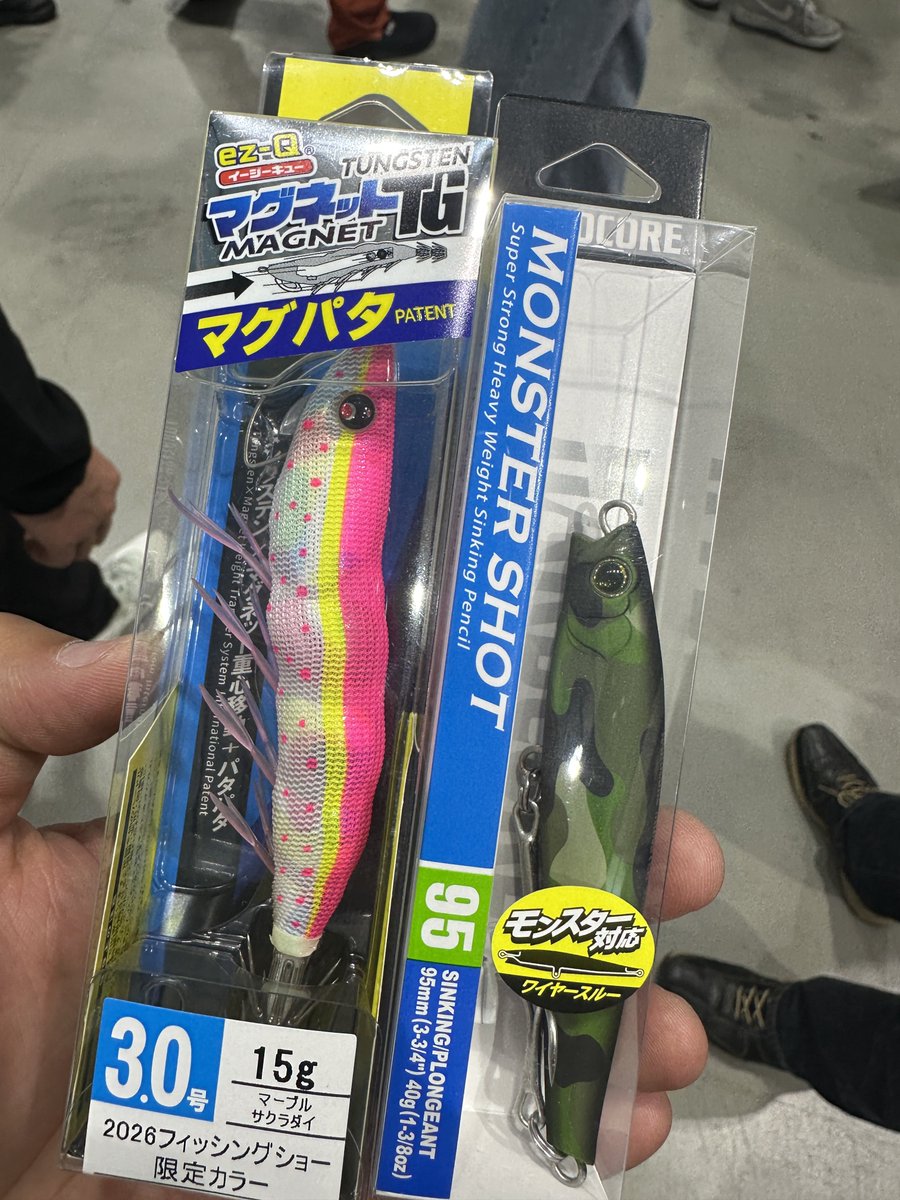 ez-Q®
イージーキュー
TUNGSTEN
マグネットTG
MAGNET
マグパタ PATENT
3.0号
15g
マーブル
サクラダイ
2026フィッシングショー
限定カラー
DCORE®
MONSTER SHOT
Super Strong Heavy Weight Sinking Pencil
95
SINKING/PLONGEANT
95mm (3-3/4") 40g (1-3/8oz)
モンスター対応
ワイヤースルー